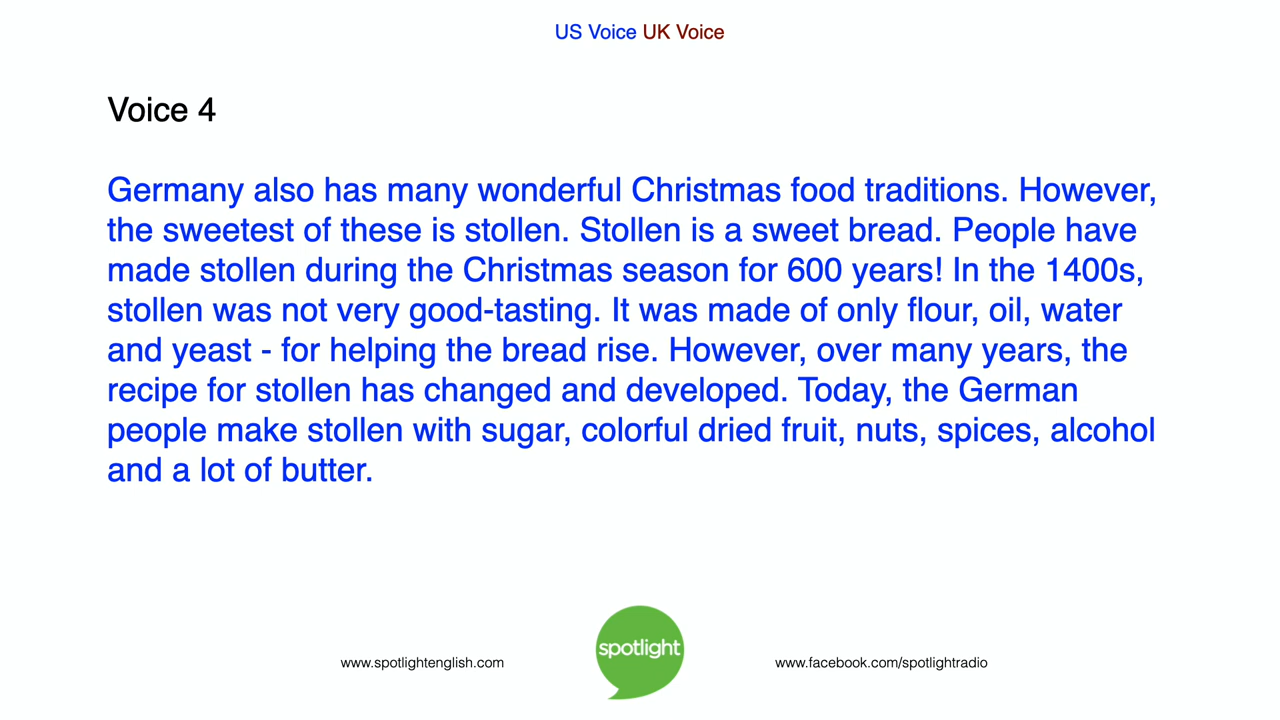 US Voice UK Voice
Voice 4
Germany also has many wonderful Christmas food traditions. However,
the sweetest of these is stollen. Stollen is a sweet bread. People have
made stollen during the Christmas season for 600 years! In the 1400s,
stollen was not very good-tasting. It was made of only flour, oil, water
and yeast - for helping the bread rise. However, over many years, the
recipe for stollen has changed and developed. Today, the German
people make stollen with sugar, colorful dried fruit, nuts, spices, alcohol
and a lot of butter.
www.spotlightenglish.com
spotlight
www.facebook.com/spotlightradio